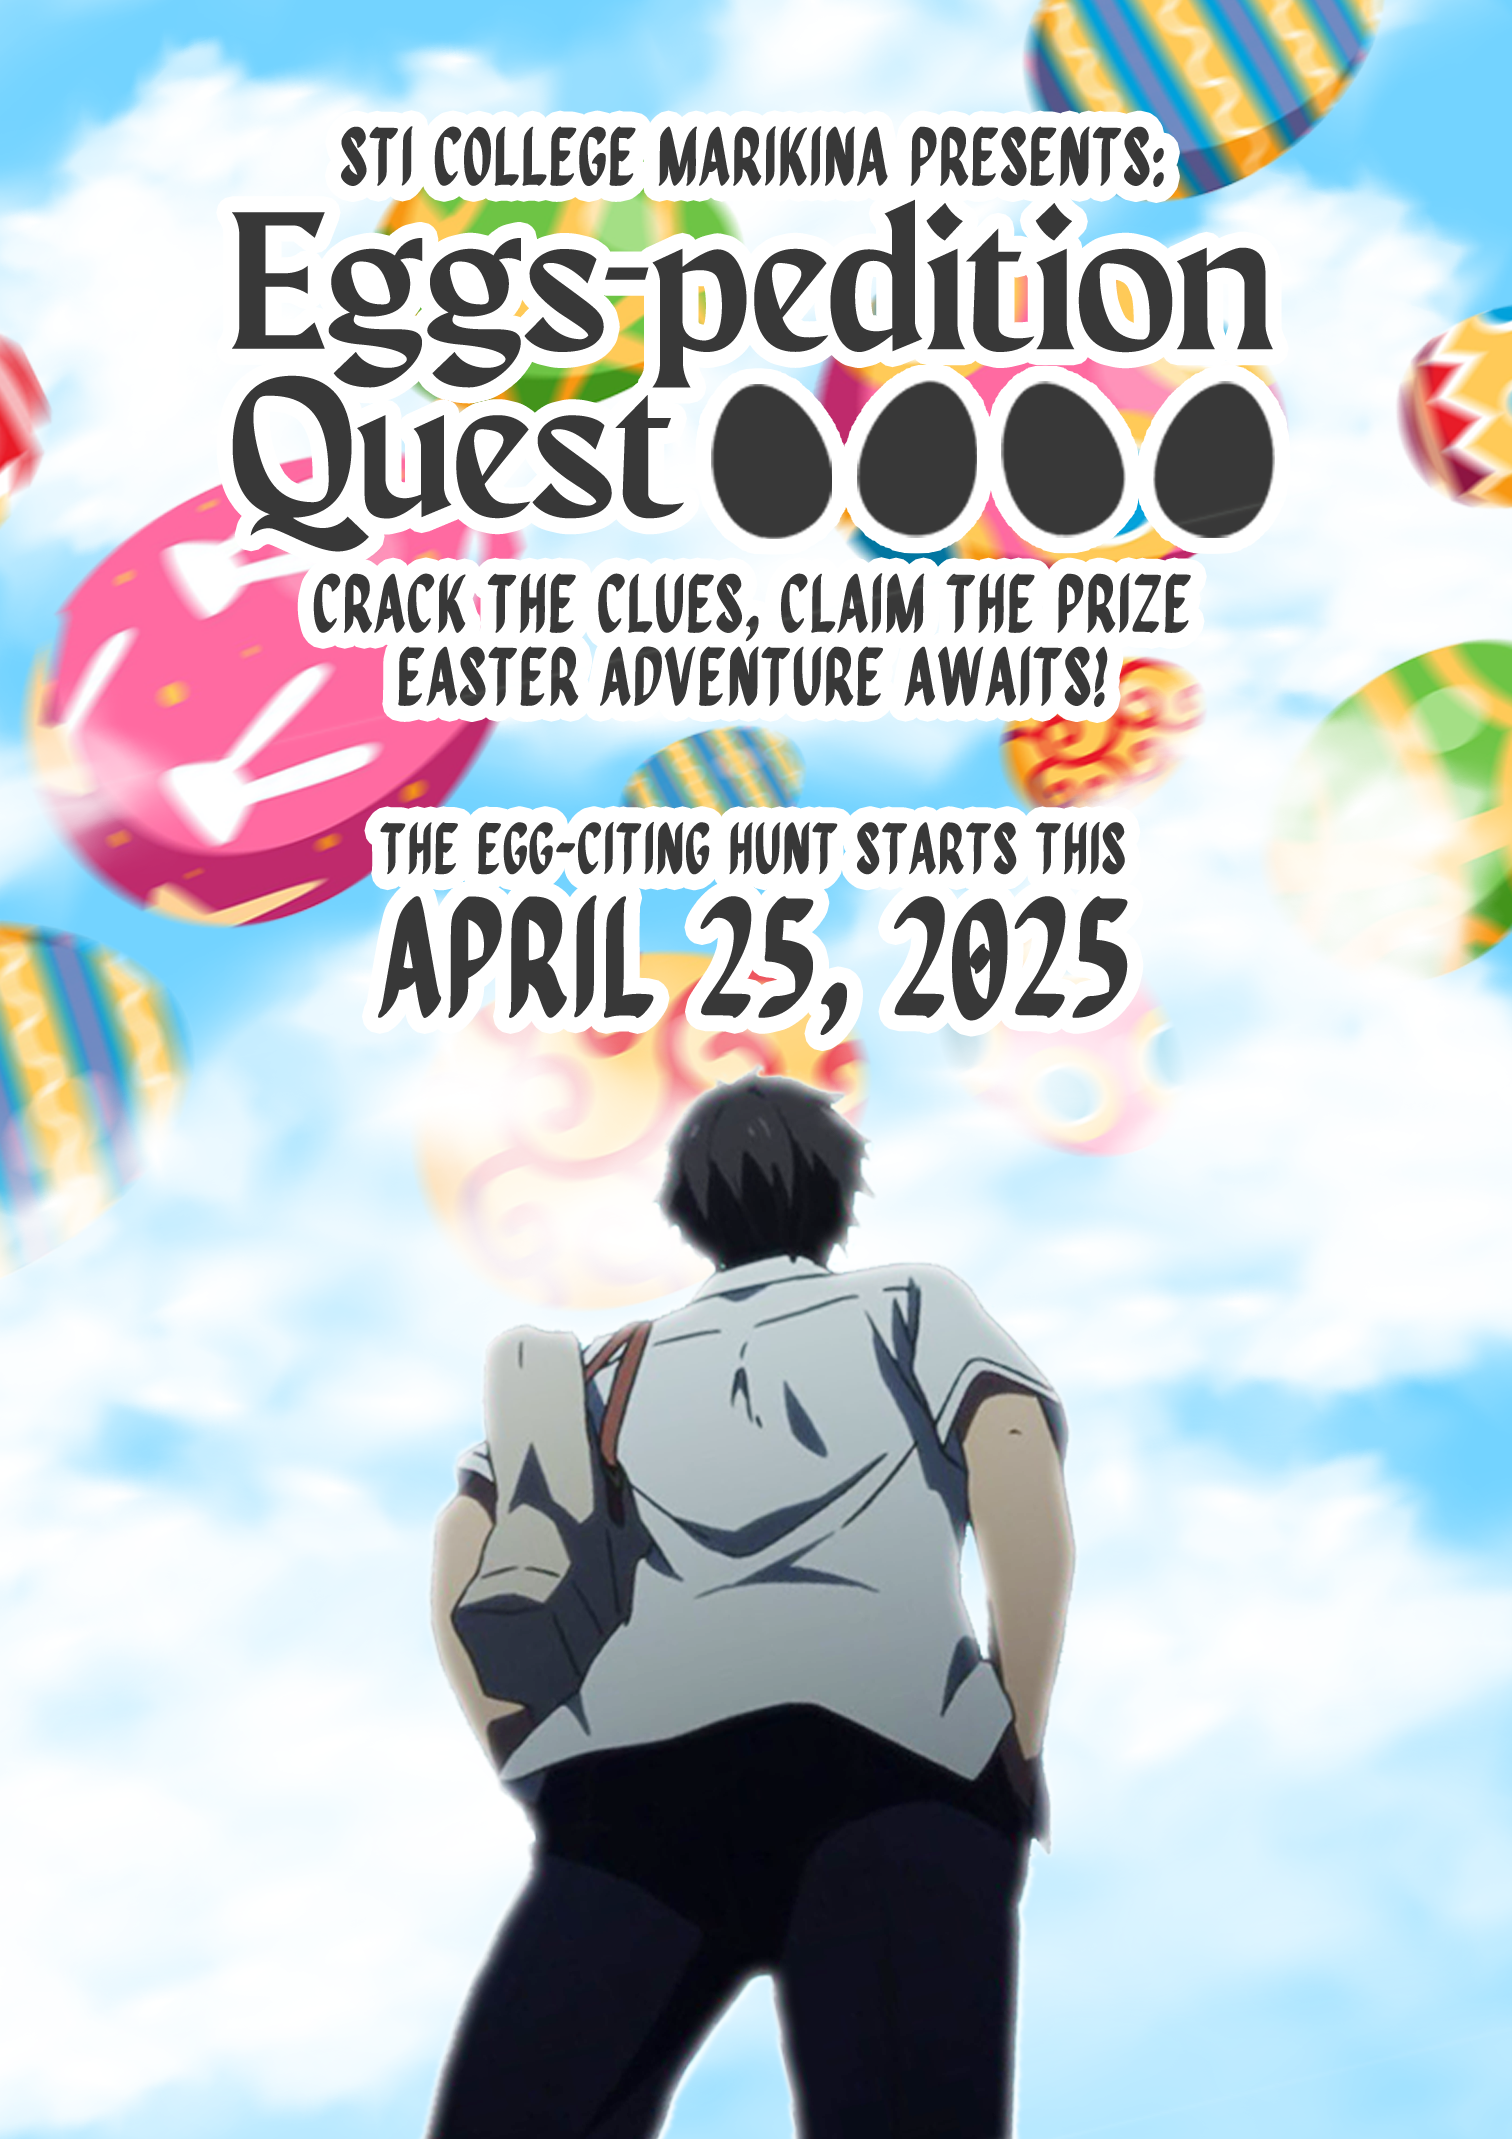 STI COLLEGE MARIKINA PRESENTS:
Eggs-pedition
Quest
CRACK THE CLUES, CLAIM THE PRIZE
EASTER ADVENTURE AWAITS!
THE EGG-CITING HUNT STARTS THIS
APRIL 25, 2025